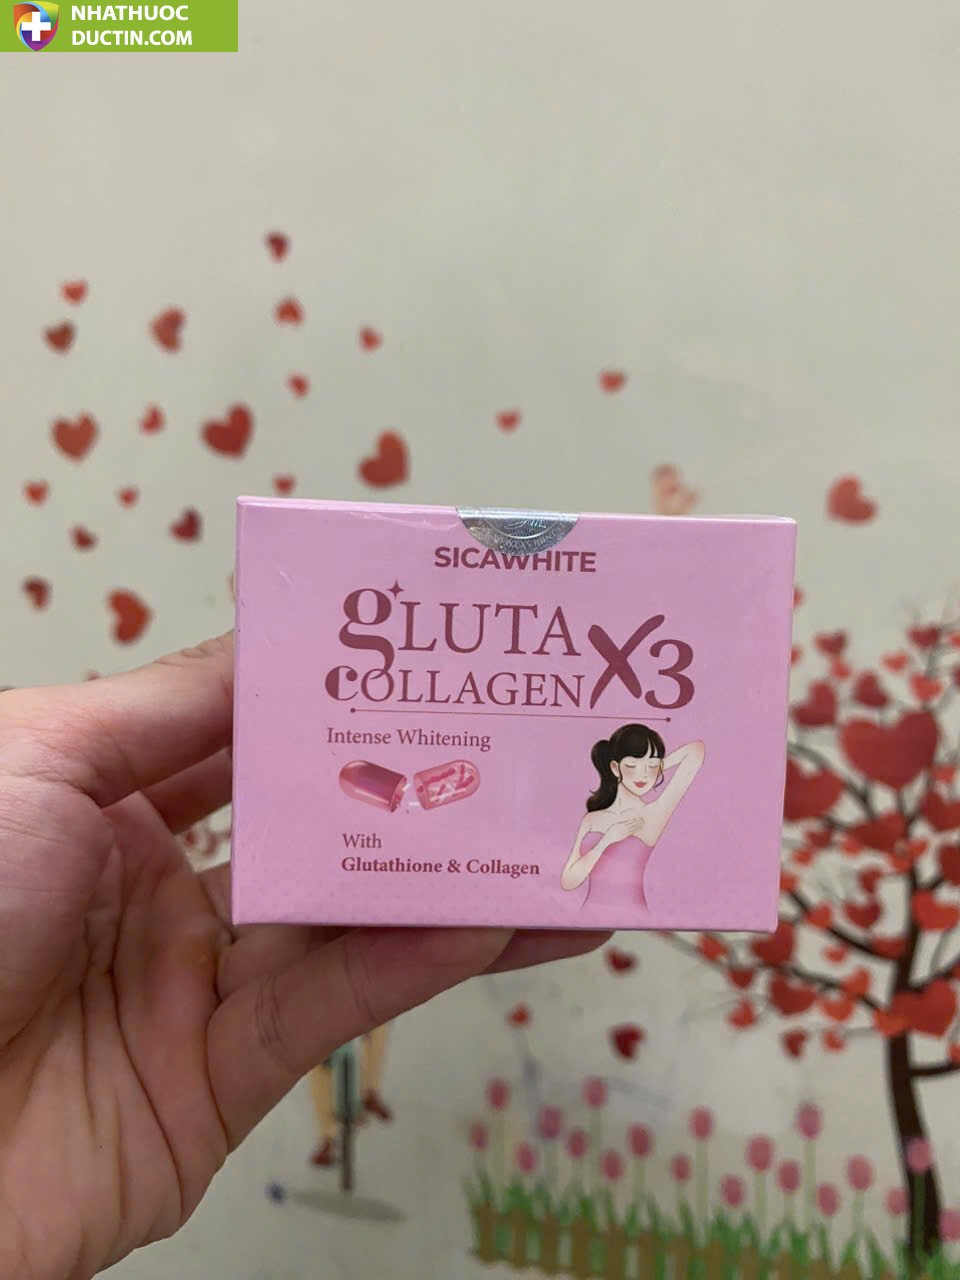 NHATHUOC
DUCTIN.COM
SICAWHITE
gLUTA
COLLAGEN X3
Intense Whitening
With
Glutathione & Collagen